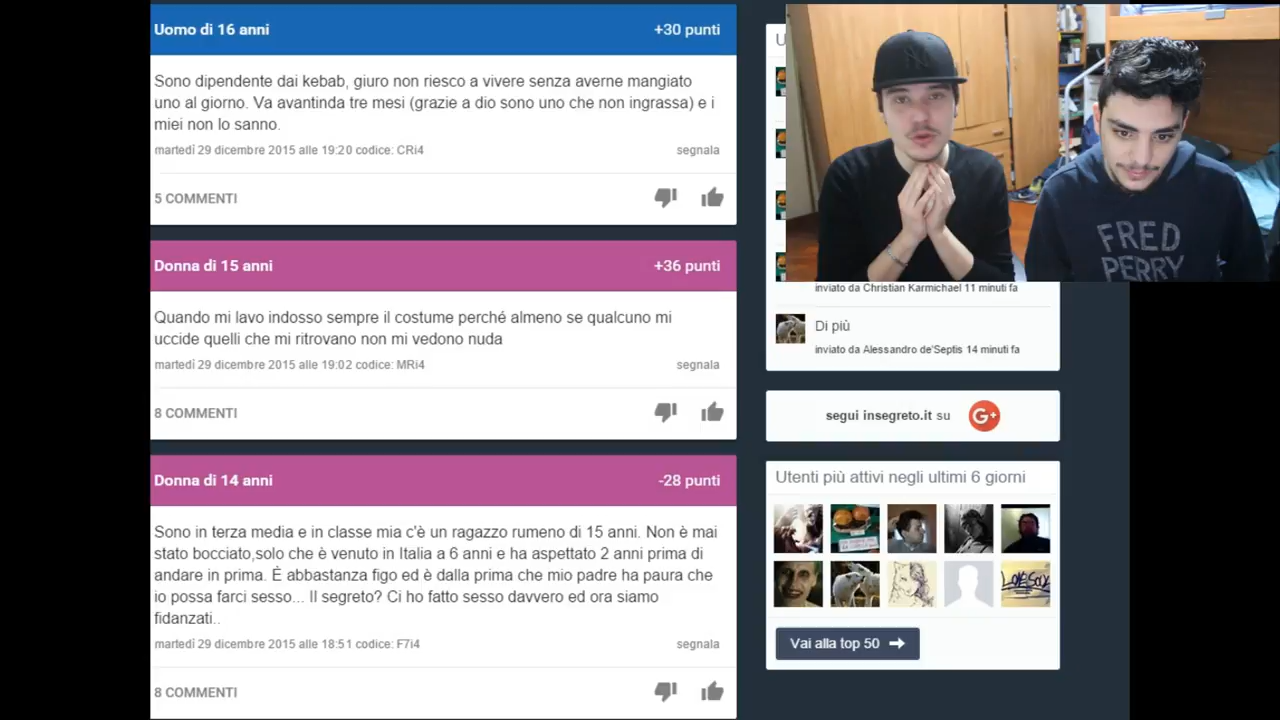 Uomo di 16 anni
+30 punti
Sono dipendente dai kebab, giuro non riesco a vivere senza averne mangiato
uno al giorno. Va avantinda tre mesi (grazie a dio sono uno che non ingrassa) e i
miei non lo sanno.
martedì 29 dicembre 2015 alle 19:20 codice: CRi4
segnala
5 COMMENTI
Donna di 15 anni
+36 punti
Quando mi lavo indosso sempre il costume perché almeno se qualcuno mi
uccide quelli che mi ritrovano non mi vedono nuda
martedì 29 dicembre 2015 alle 19:02 codice: MRi4
segnala
8 COMMENTI
Donna di 14 anni
-28 punti
Sono in terza media e in classe mia c'è un ragazzo rumeno di 15 anni. Non è mai
stato bocciato,solo che è venuto in Italia a 6 anni e ha aspettato 2 anni prima di
andare in prima. È abbastanza figo ed è dalla prima che mio padre ha paura che
io possa farci sesso... Il segreto? Ci ho fatto sesso davvero ed ora siamo
fidanzati..
martedì 29 dicembre 2015 alle 18:51 codice: F7i4
segnala
8 COMMENTI
U
FRED
PERRY
inviato da Christian Karmichael 11 minuti fa
Di più
inviato da Alessandro de'Septis 14 minuti fa
segui insegreto.it su
G+
Utenti più attivi negli ultimi 6 giorni
Vai alla top 50